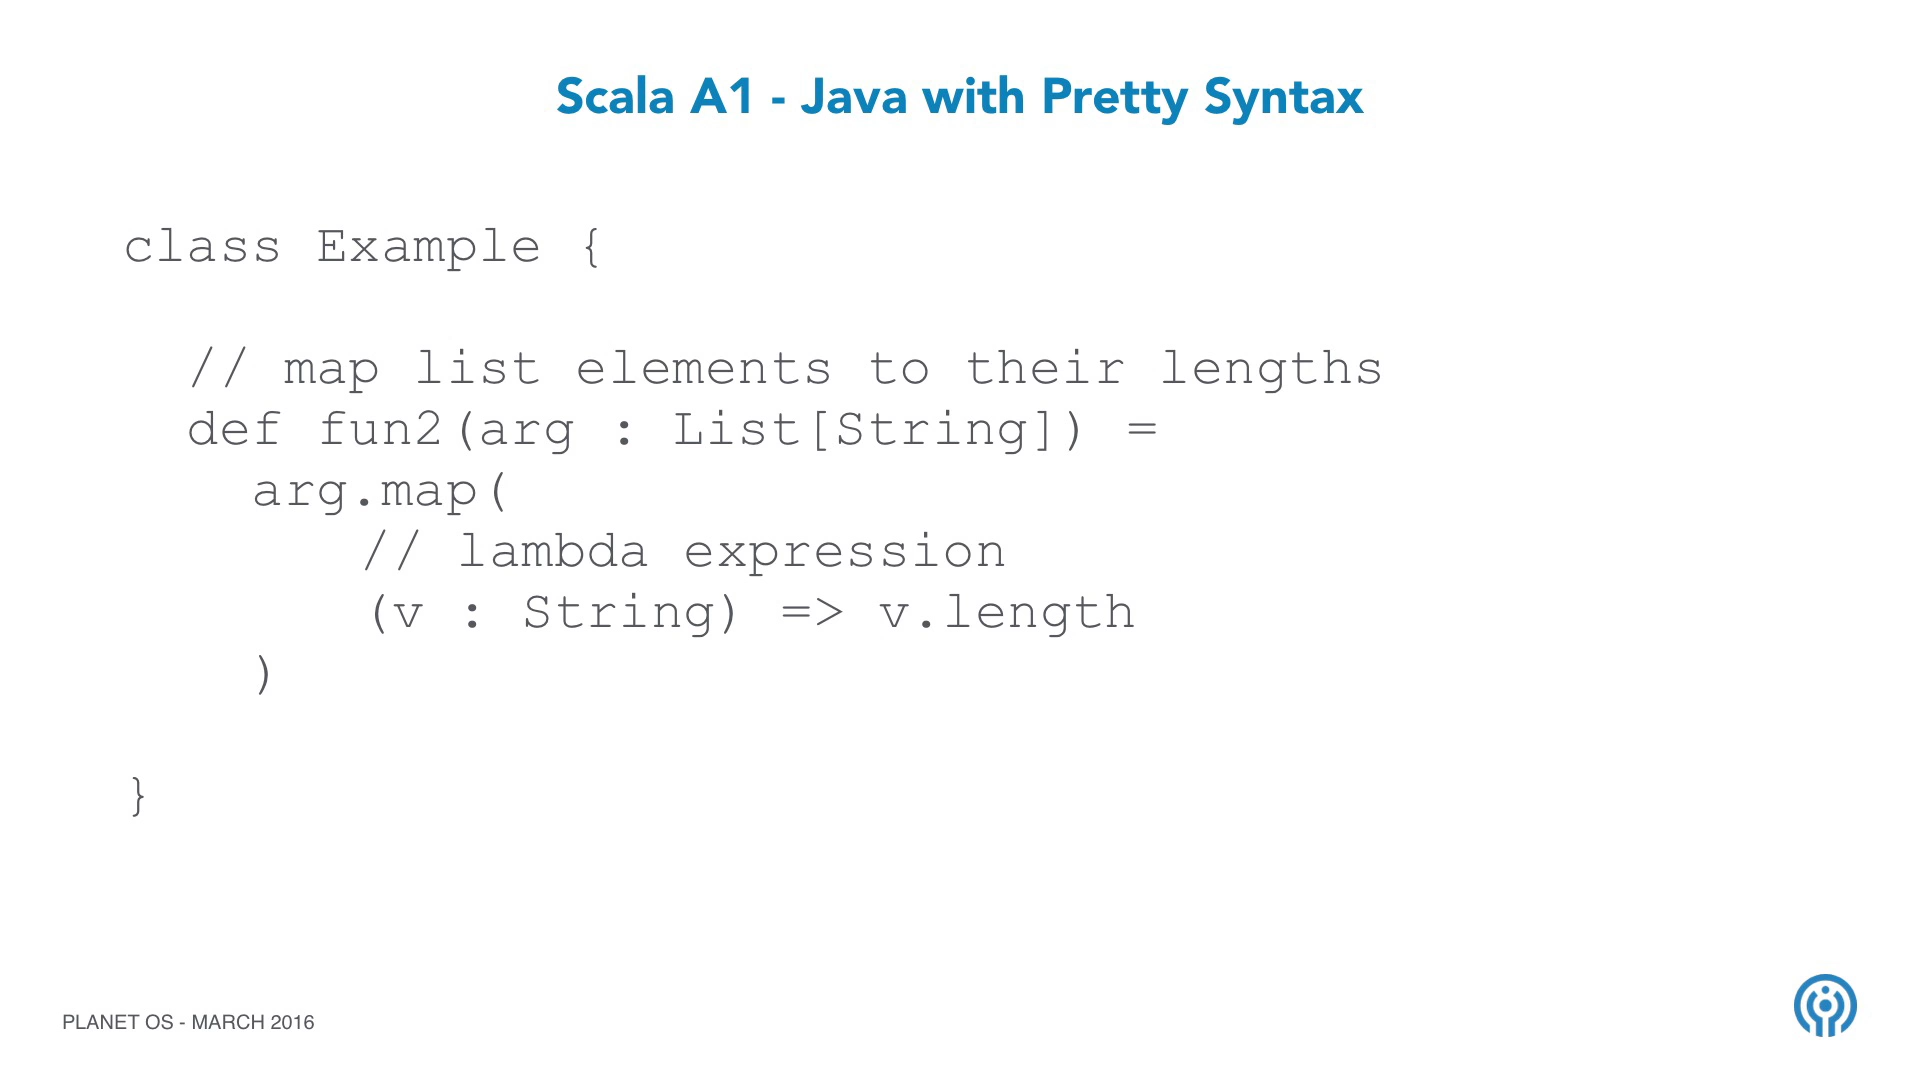 Scala A1 - Java with Pretty Syntax
class Example {
// map list elements to their lengths
def fun2(arg : List[String]) =
arg.map(
// lambda expression
(v : String) => v.length
)
}
PLANET OS - MARCH 2016